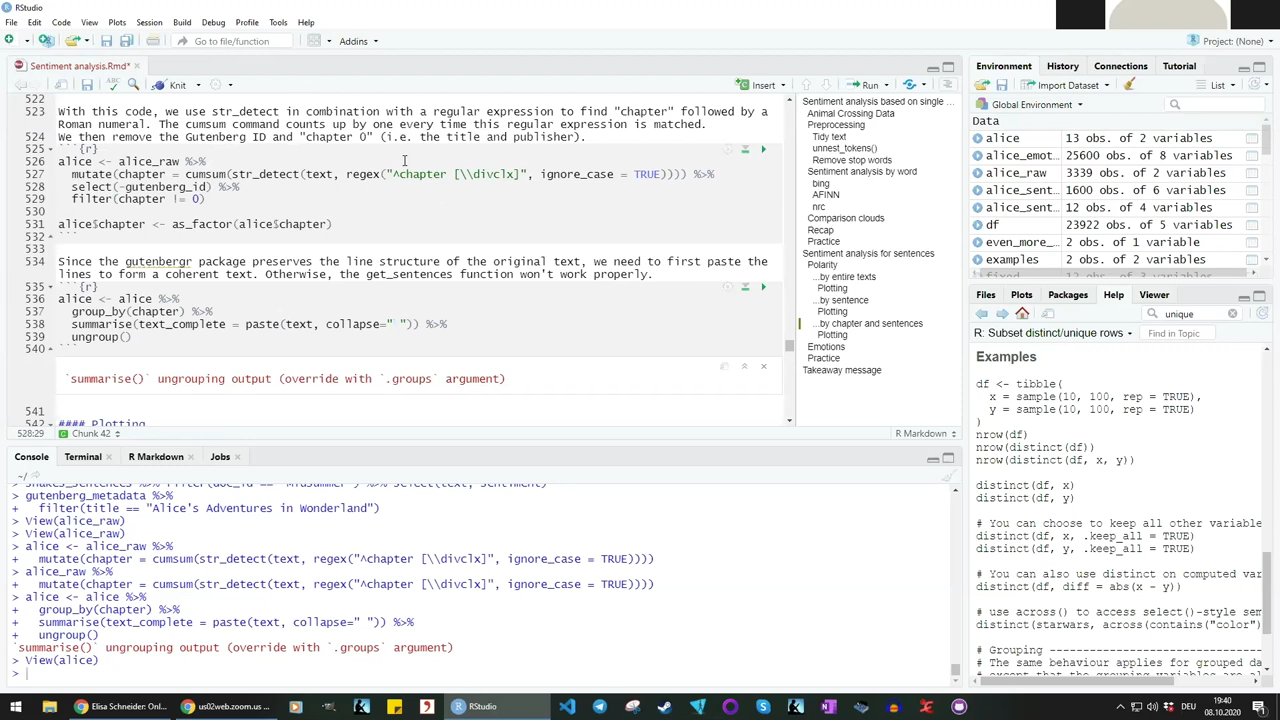 RStudio
File Edit Code View Plots Session Build Debug Profile Tools Help
Go to file/function Addins Project: (None)
Sentiment analysis.Rmd*
Knit Insert Run
522
523 With this code, we use str_detect in combination with a regular expression to find "chapter" followed by a
Roman numeral. The cumsum command counts up by one every time this regular expression is matched.
524 We then remove the Gutenberg ID and "chapter 0" (i.e. the title and publisher).
525 ```{r}
526 alice <- alice_raw %>%
527 mutate(chapter = cumsum(str_detect(text, regex("^chapter [\\divclx]", ignore_case = TRUE)))) %>%
528 select(-gutenberg_id) %>%
529 filter(chapter != 0)
530
531 alice$chapter <- as_factor(alice$chapter)
532 ```
533
534 Since the gutenbergr package preserves the line structure of the original text, we need to first paste the
lines to form a coherent text. Otherwise, the get_sentences function won't work properly.
535 ```{r}
536 alice <- alice %>%
537 group_by(chapter) %>%
538 summarise(text_complete = paste(text, collapse=" ")) %>%
539 ungroup()
540 ```
`summarise()` ungrouping output (override with `.groups` argument)
541
542 #### Plotting
528:29 Chunk 42 R Markdown
Sentiment analysis based on single ...
Animal Crossing Data
Preprocessing
Tidy text
unnest_tokens()
Remove stop words
Sentiment analysis by word
bing
AFINN
nrc
Comparison clouds
Recap
Practice
Sentiment analysis for sentences
Polarity
...by entire texts
Plotting
...by sentence
Plotting
...by chapter and sentences
Plotting
Emotions
Practice
Takeaway message
Console Terminal R Markdown Jobs
~/
> shakes_sentences %>% filter(doc_id == "Midsummer") %>% select(text, sentiment)
> gutenberg_metadata %>%
+ filter(title == "Alice's Adventures in Wonderland")
> View(alice_raw)
> View(alice_raw)
> alice <- alice_raw %>%
+ mutate(chapter = cumsum(str_detect(text, regex("^chapter [\\divclx]", ignore_case = TRUE))))
> alice_raw %>%
+ mutate(chapter = cumsum(str_detect(text, regex("^chapter [\\divclx]", ignore_case = TRUE))))
> alice <- alice %>%
+ group_by(chapter) %>%
+ summarise(text_complete = paste(text, collapse=" ")) %>%
+ ungroup()
`summarise()` ungrouping output (override with `.groups` argument)
> View(alice)
>
Environment History Connections Tutorial
Import Dataset List
Global Environment
Data
alice 13 obs. of 2 variables
alice_emot… 25600 obs. of 8 variables
alice_raw 3339 obs. of 2 variables
alice_sent… 1600 obs. of 6 variables
alice_sent… 12 obs. of 4 variables
df 23922 obs. of 5 variables
even_more_… 2 obs. of 1 variable
examples 2 obs. of 2 variables
fixed 12 obs. of 3 variables
Files Plots Packages Help Viewer
unique
R: Subset distinct/unique rows Find in Topic
Examples
df <- tibble(
x = sample(10, 100, rep = TRUE),
y = sample(10, 100, rep = TRUE)
)
nrow(df)
nrow(distinct(df))
nrow(distinct(df, x, y))
distinct(df, x)
distinct(df, y)
# You can choose to keep all other variable
distinct(df, x, .keep_all = TRUE)
distinct(df, y, .keep_all = TRUE)
# You can also use distinct on computed var
distinct(df, diff = abs(x - y))
# use across() to access select()-style sem
distinct(starwars, across(contains("color")
# Grouping ----------------------------------
# The same behaviour applies for grouped da
# except that the grouping variables are al
Elisa Schneider: Onl... us02web.zoom.us ... RStudio DEU 19:40
08.10.2020